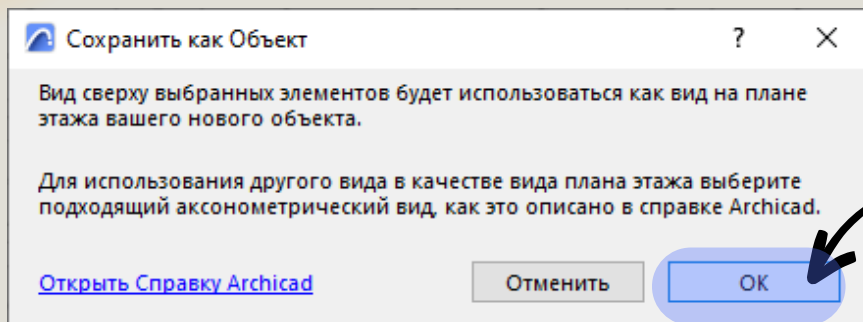 Сохранить как Объект
?
Вид сверху выбранных элементов будет использоваться как вид на плане
этажа вашего нового объекта.
Для использования другого вида в качестве вида плана этажа выберите
подходящий аксонометрический вид, как это описано в справке Archicad.
Открыть Справку Archicad Отменить OK